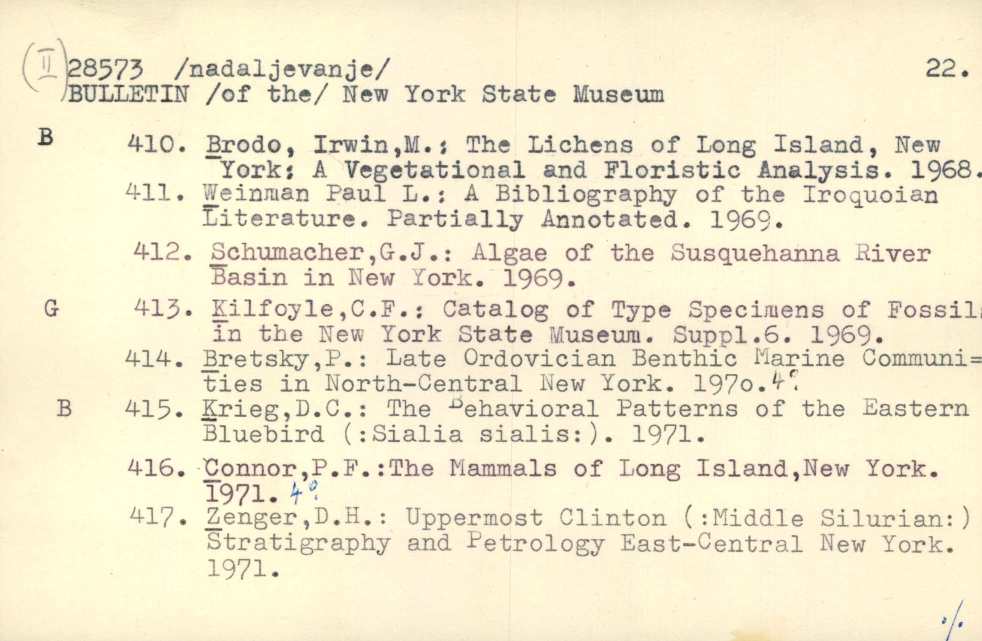 (II) 28573 /nadaljevanje/ 22.
BULLETIN /of the/ New York State Museum
B 410. Brodo, Irwin,M.: The Lichens of Long Island, New
York: A Vegetational and Floristic Analysis. 1968.
411. Weinman Paul L.: A Bibliography of the Iroquoian
Literature. Partially Annotated. 1969.
412. Schumacher,G.J.: Algae of the Susquehanna River
Basin in New York. 1969.
G 413. Kilfoyle,C.F.: Catalog of Type Specimens of Fossils
in the New York State Museum. Suppl.6. 1969.
414. Bretsky,P.: Late Ordovician Benthic Marine Communi=
ties in North-Central New York. 197o. 4°.
B 415. Krieg,D.C.: The Behavioral Patterns of the Eastern
Bluebird (:Sialia sialis:). 1971.
416. Connor,P.F.:The Mammals of Long Island,New York.
1971. 4°.
417. Zenger,D.H.: Uppermost Clinton (:Middle Silurian:)
Stratigraphy and Petrology East-Central New York.
1971.
./.